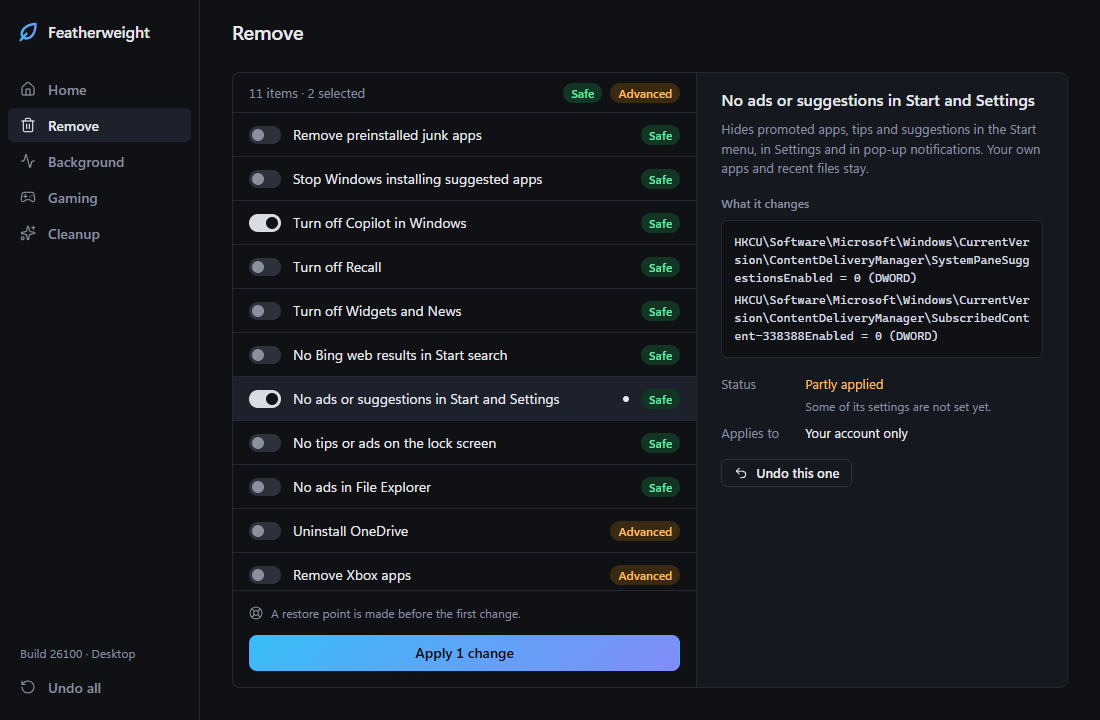 Featherweight
Home
Remove
Background
Gaming
Cleanup
Build 26100 · Desktop
Undo all
Remove
11 items · 2 selected
Safe
Advanced
Remove preinstalled junk apps
Safe
Stop Windows installing suggested apps
Safe
Turn off Copilot in Windows
Safe
Turn off Recall
Safe
Turn off Widgets and News
Safe
No Bing web results in Start search
Safe
No ads or suggestions in Start and Settings
Safe
No tips or ads on the lock screen
Safe
No ads in File Explorer
Safe
Uninstall OneDrive
Advanced
Remove Xbox apps
Advanced
A restore point is made before the first change.
Apply 1 change
No ads or suggestions in Start and Settings
Hides promoted apps, tips and suggestions in the Start
menu, in Settings and in pop-up notifications. Your own
apps and recent files stay.
What it changes
HKCU\Software\Microsoft\Windows\CurrentVer
sion\ContentDeliveryManager\SystemPaneSugg
estionsEnabled = 0 (DWORD)
HKCU\Software\Microsoft\Windows\CurrentVer
sion\ContentDeliveryManager\SubscribedCont
ent-338388Enabled = 0 (DWORD)
Status
Partly applied
Some of its settings are not set yet.
Applies to
Your account only
Undo this one